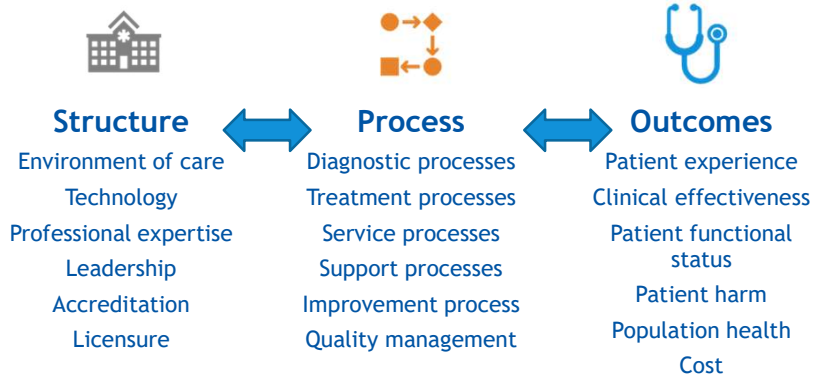 Structure
Environment of care
Technology
Professional expertise
Leadership
Accreditation
Licensure
Process
Diagnostic processes
Treatment processes
Service processes
Support processes
Improvement process
Quality management
Outcomes
Patient experience
Clinical effectiveness
Patient functional
status
Patient harm
Population health
Cost